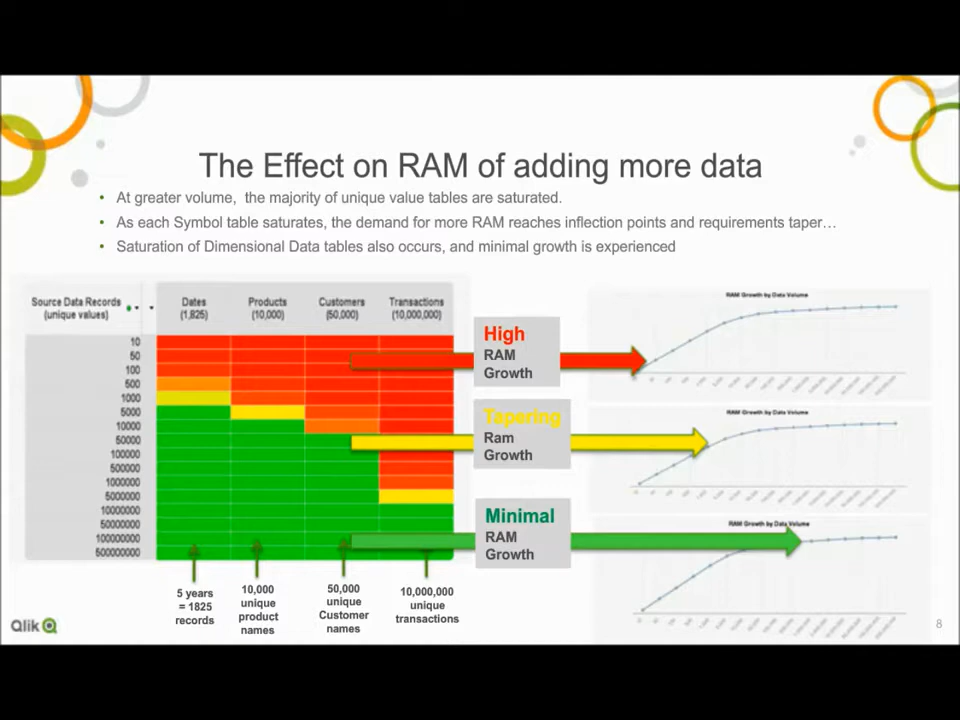 The Effect on RAM of adding more data
• At greater volume, the majority of unique value tables are saturated.
• As each Symbol table saturates, the demand for more RAM reaches inflection points and requirements taper…
• Saturation of Dimensional Data tables also occurs, and minimal growth is experienced
Source Data Records
(unique values)
Dates
(1,825)
Products
(10,000)
Customers
(50,000)
Transactions
(10,000,000)
10
50
100
500
1000
5000
10000
50000
100000
500000
1000000
5000000
10000000
50000000
100000000
500000000
High
RAM
Growth
Tapering
Ram
Growth
Minimal
RAM
Growth
RAM Growth by Data Volume
RAM Growth by Data Volume
RAM Growth by Data Volume
5 years
= 1825
records
10,000
unique
product
names
50,000
unique
Customer
names
10,000,000
unique
transactions
Qlik
8